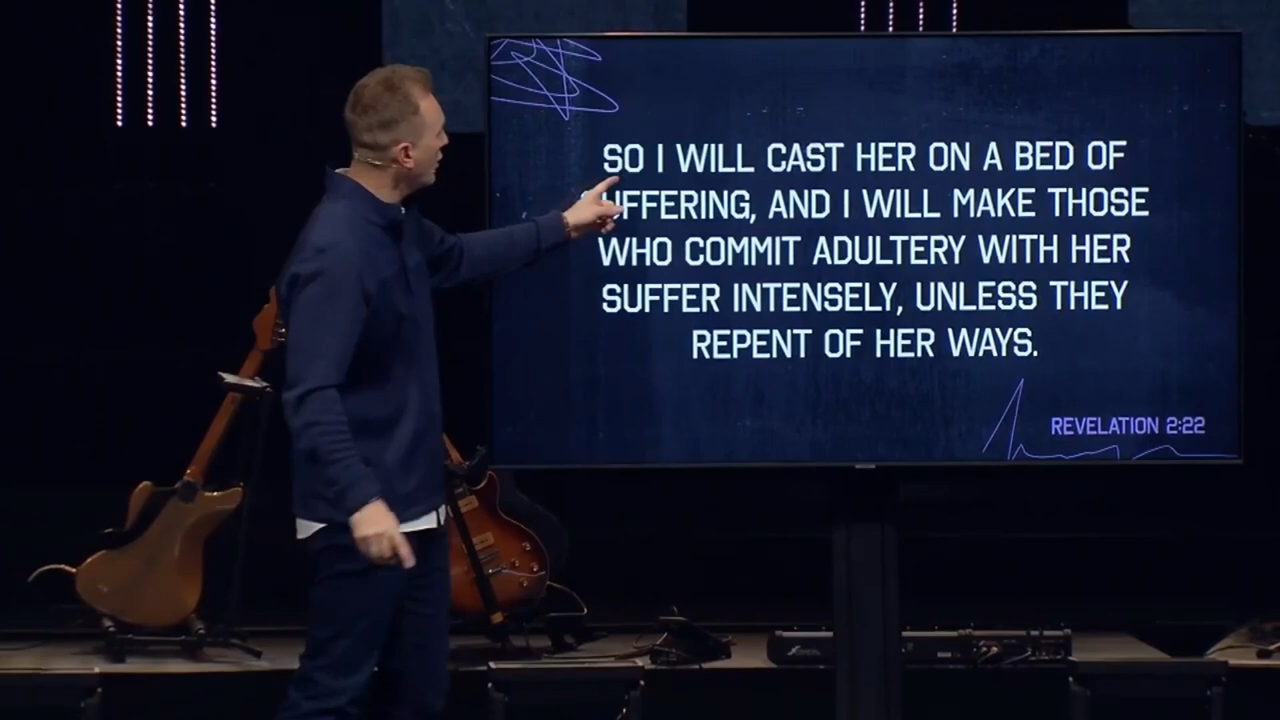 SO I WILL CAST HER ON A BED OF
SUFFERING, AND I WILL MAKE THOSE
WHO COMMIT ADULTERY WITH HER
SUFFER INTENSELY, UNLESS THEY
REPENT OF HER WAYS.
REVELATION 2:22